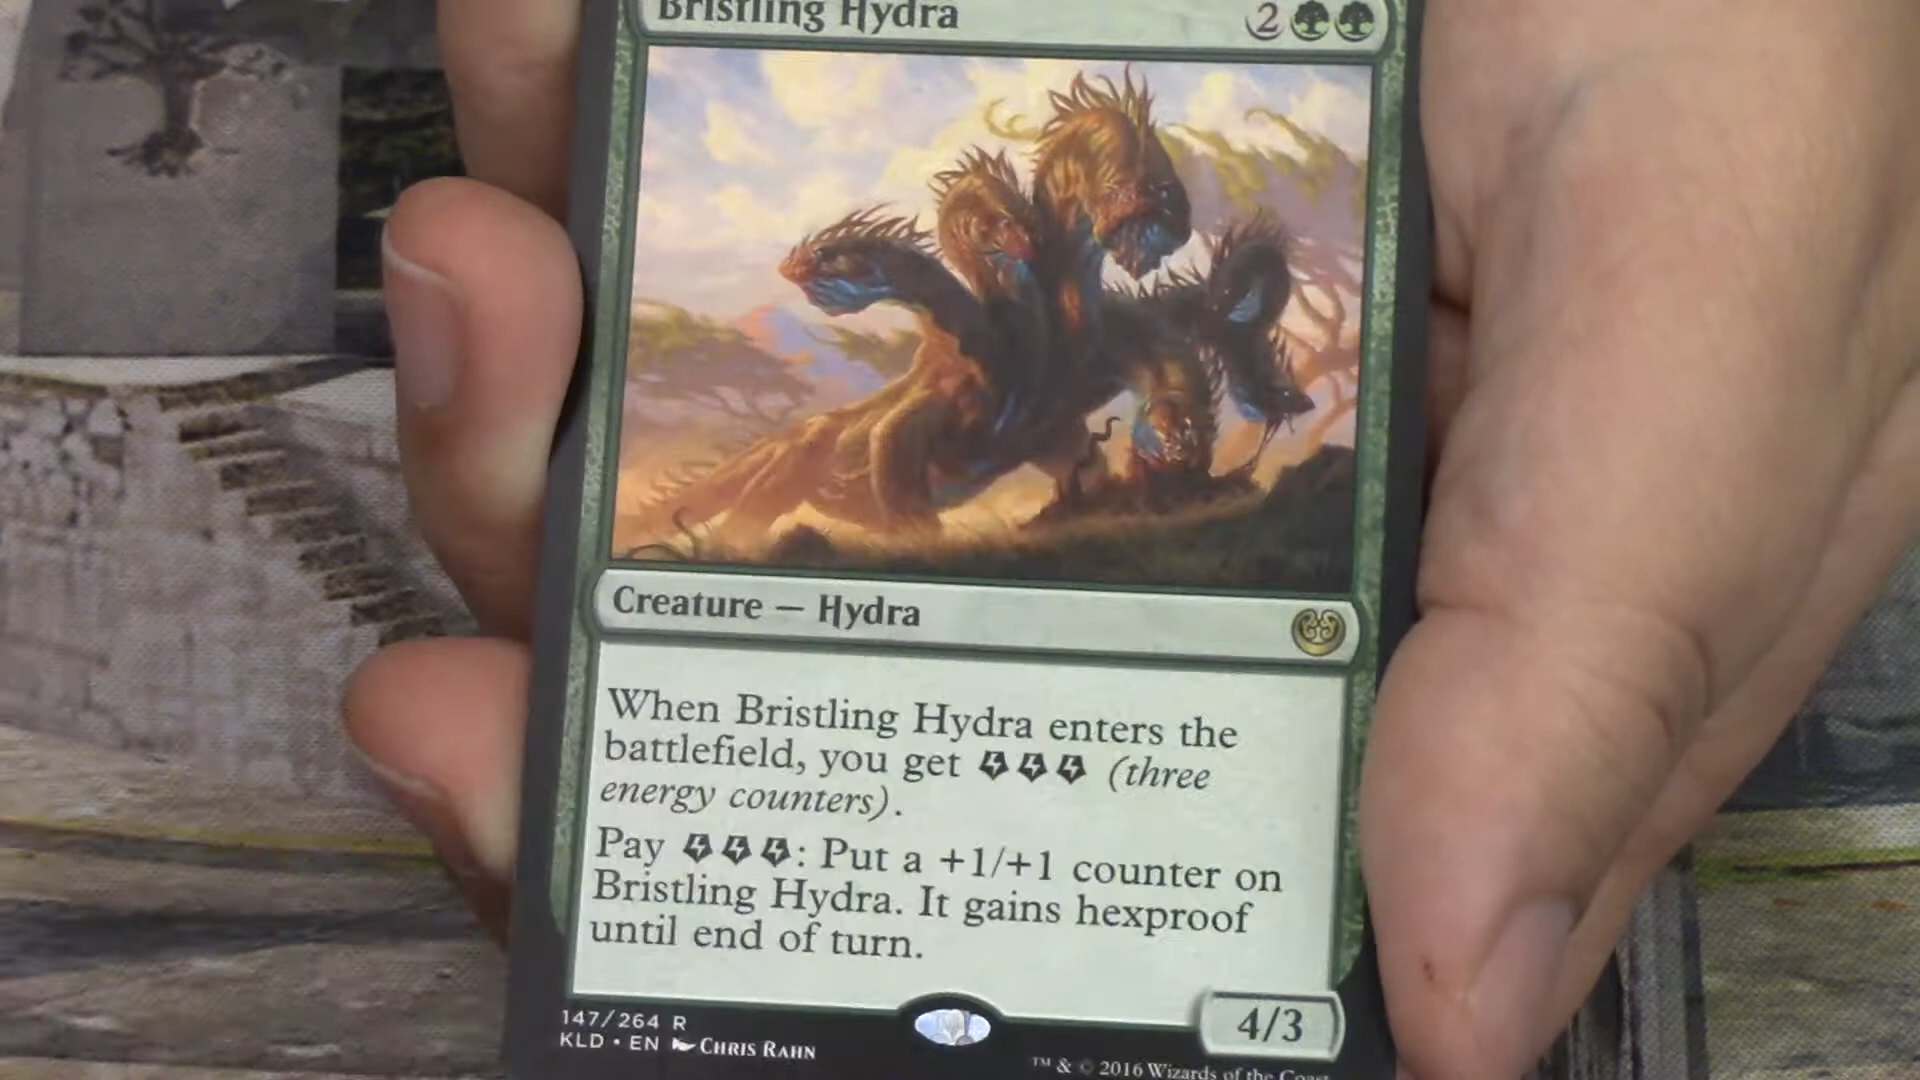 Bristling Hydra 2
Creature — Hydra
When Bristling Hydra enters the
battlefield, you get (three
energy counters).
Pay : Put a +1/+1 counter on
Bristling Hydra. It gains hexproof
until end of turn.
4/3
147/264 R
KLD • EN Chris Rahn
™ & © 2016 Wizards of the Coast